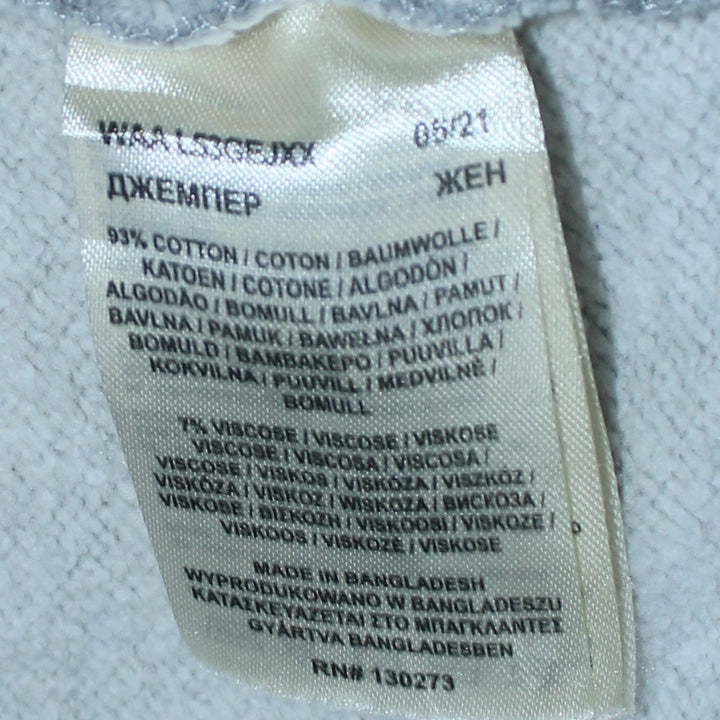 WAA L53GEJXX 05/21
ДЖЕМПЕР ЖЕН
93% COTTON / COTON / BAUMWOLLE /
KATOEN / COTONE / ALGODÓN /
ALGODÃO / BOMULL / BAVLNA / PAMUT /
BAVLNA / PAMUK / BAWEŁNA / ХЛОПОК /
BOMULD / ΒΑΜΒΑΚΕΡΟ / PUUVILLA /
KOKVILNA / PUUVILL / MEDVILNĖ /
BOMULL
7% VISCOSE / VISCOSE / VISKOSE
VISCOSE / VISCOSA / VISCOSA /
VISCOSE / VISKOS / VISKÓZA / VISZKÓZ /
VISKÓZA / VISKOZ / WISKOZA / ВИСКОЗА /
VISKOSE / ΒΙΣΚΟΖΗ / VISKOOSI / VISKOZE /
VISKOOS / VISKOZĖ / VISKOSE
MADE IN BANGLADESH
WYPRODUKOWANO W BANGLADESZU
ΚΑΤΑΣΚΕΥΑΖΕΤΑΙ ΣΤΟ ΜΠΑΓΚΛΑΝΤΕΣ
GYÁRTVA BANGLADESBEN
RN# 130273